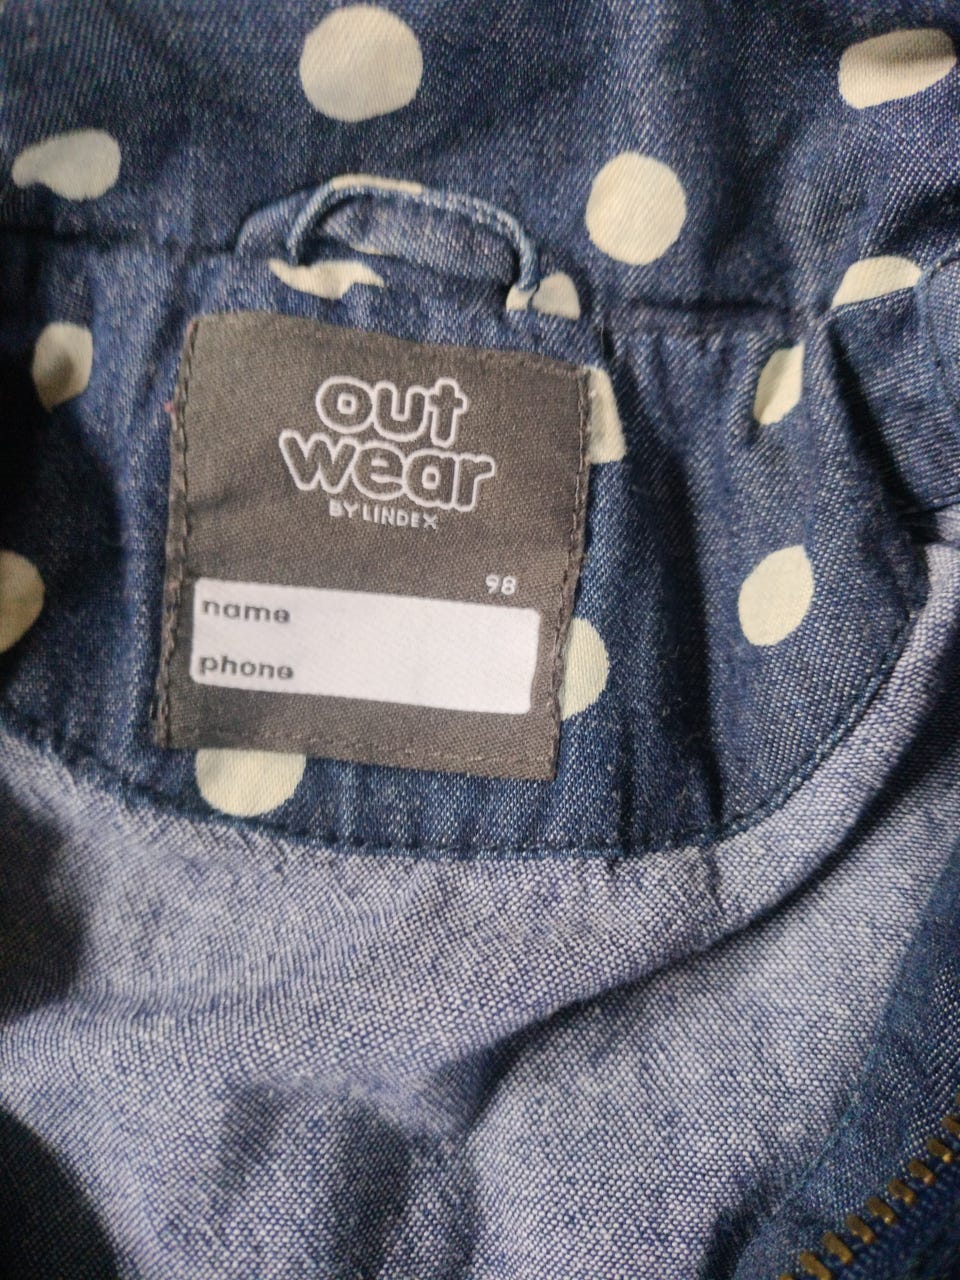 out
wear
BY LINDEX
98
name
phone